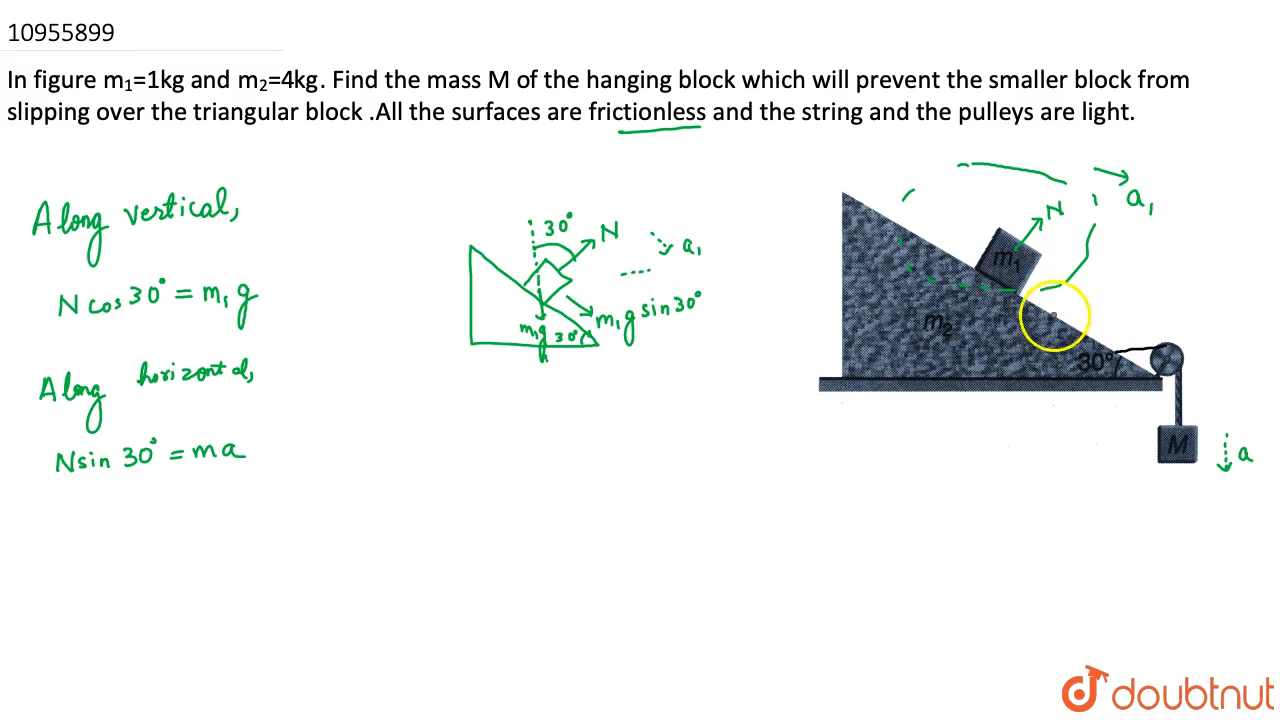 10955899
In figure m₁=1kg and m₂=4kg. Find the mass M of the hanging block which will prevent the smaller block from
slipping over the triangular block .All the surfaces are frictionless and the string and the pulleys are light.
Along vertical,
N cos 30° = m₁ g
Along horizontal,
N sin 30° = ma
30°
N
a₁
m₁g sin 30°
m₁g
30°
a₁
N
m₁
m₂
30°
M
a
doubtnut